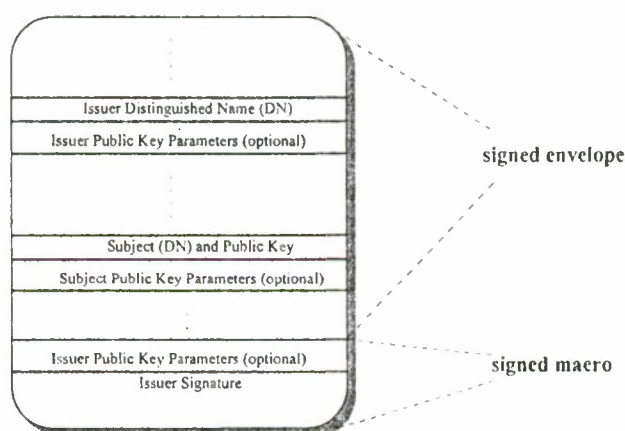 Issuer Distinguished Name (DN)
Issuer Public Key Parameters (optional)
signed envelope
Subject (DN) and Public Key
Subject Public Key Parameters (optional)
Issuer Public Key Parameters (optional)
signed macro
Issuer Signature